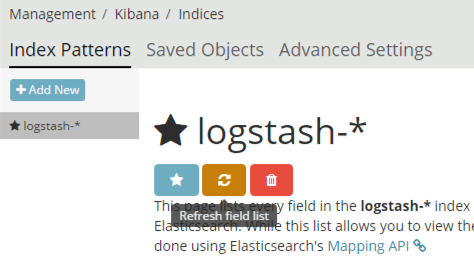 Management / Kibana / Indices
Index Patterns Saved Objects Advanced Settings
+ Add New
★ logstash-*
★ logstash-*
This page lists every field in the logstash-* index
Refresh field list
Elasticsearch. While this list allows you to view the
done using Elasticsearch's Mapping API